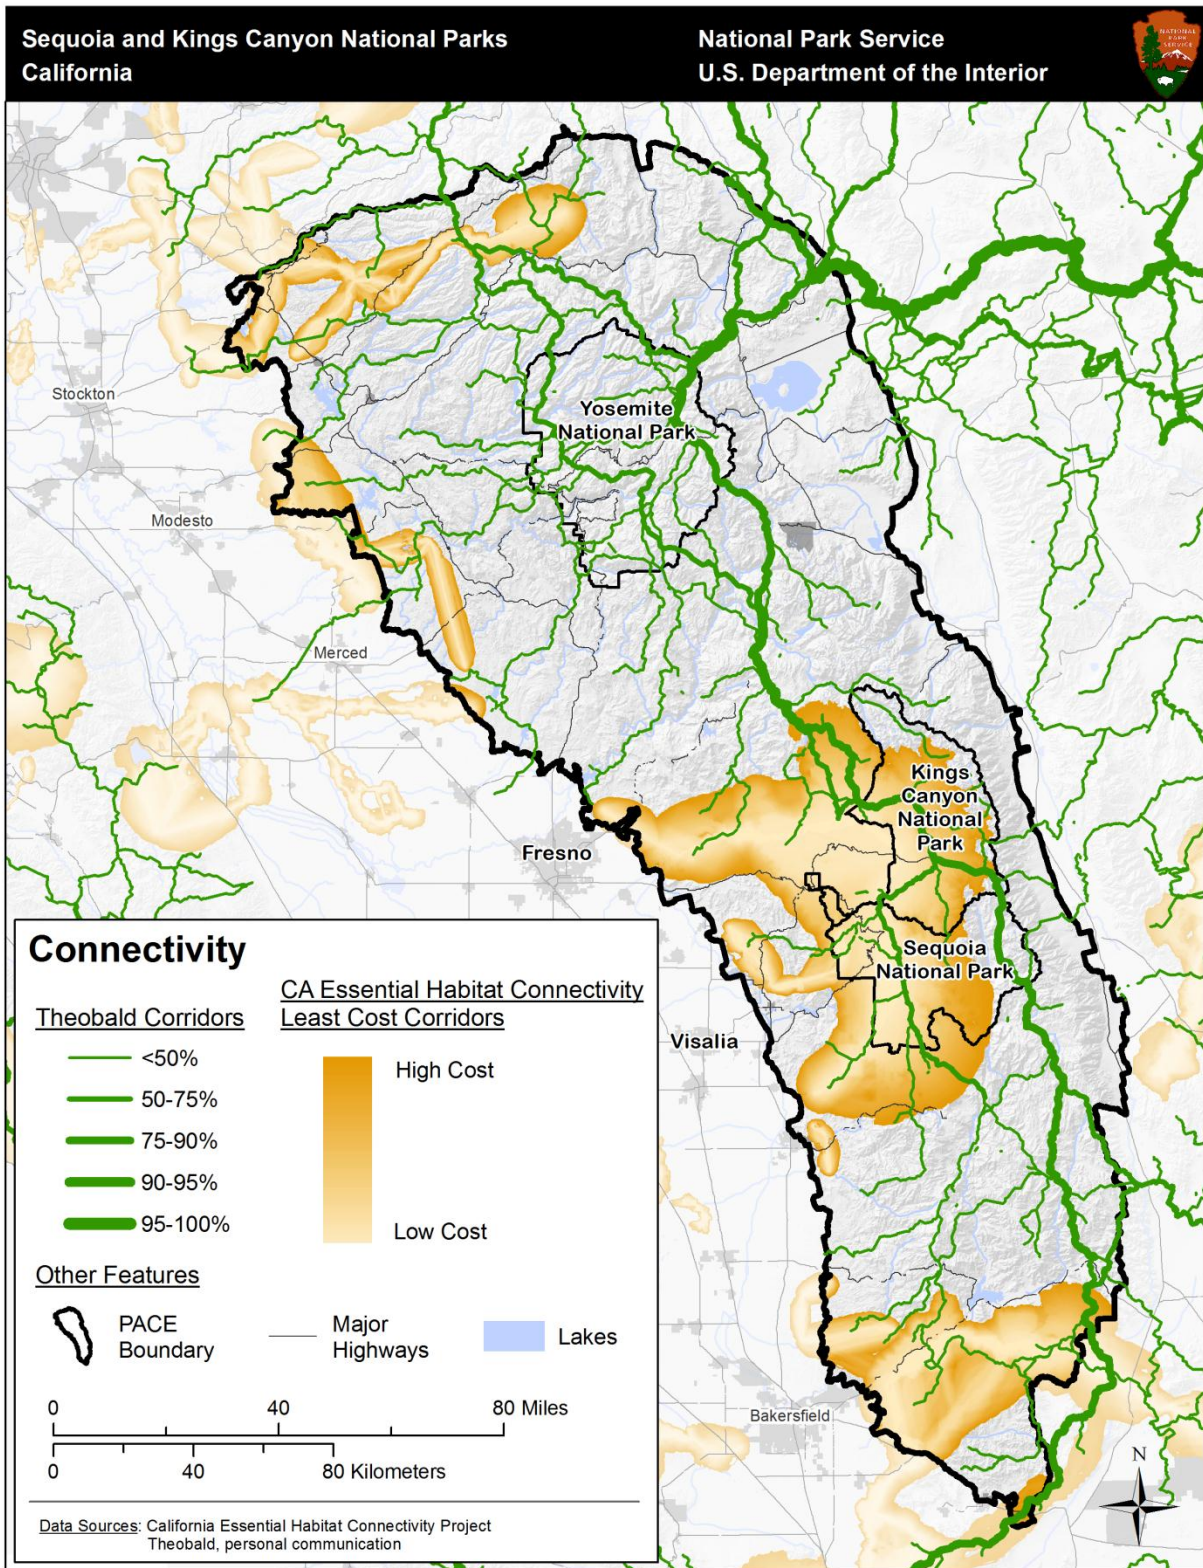 Sequoia and Kings Canyon National Parks
California
National Park Service
U.S. Department of the Interior
NATIONAL
PARK
SERVICE
Stockton
Yosemite
National Park
Modesto
Merced
Kings
Canyon
National
Park
Fresno
Sequoia
National Park
Visalia
Bakersfield
N
Connectivity
Theobald Corridors
<50%
50-75%
75-90%
90-95%
95-100%
CA Essential Habitat Connectivity
Least Cost Corridors
High Cost
Low Cost
Other Features
PACE
Boundary
Major
Highways
Lakes
0 40 80 Miles
0 40 80 Kilometers
Data Sources: California Essential Habitat Connectivity Project
Theobald, personal communication